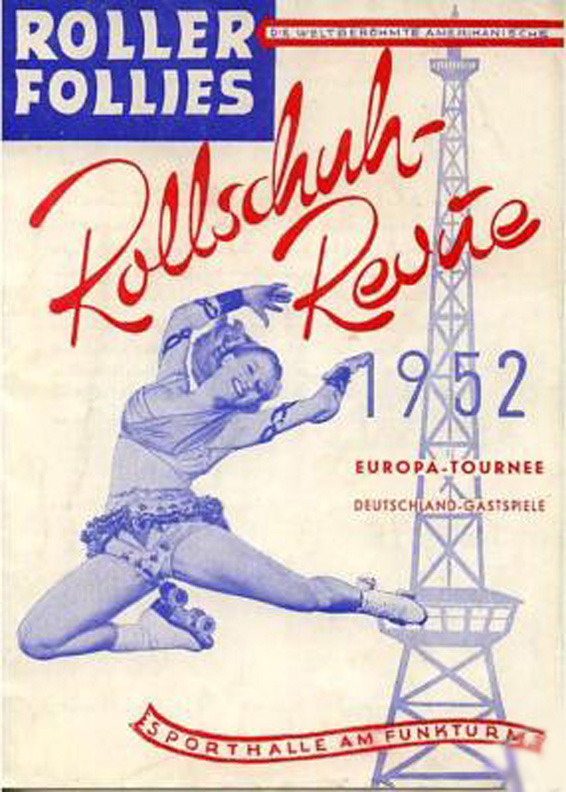 ROLLER
FOLLIES
DIE WELTBERÜHMTE AMERIKANISCHE
Rollschuh-
Revue
1952
EUROPA-TOURNEE
DEUTSCHLAND-GASTSPIELE
SPORTHALLE AM FUNKTURM